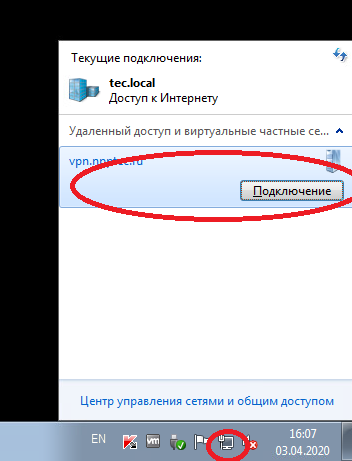 Текущие подключения:
tec.local
Доступ к Интернету
Удаленный доступ и виртуальные частные се...
Подключение
Центр управления сетями и общим доступом
EN
vm
16:07
03.04.2020